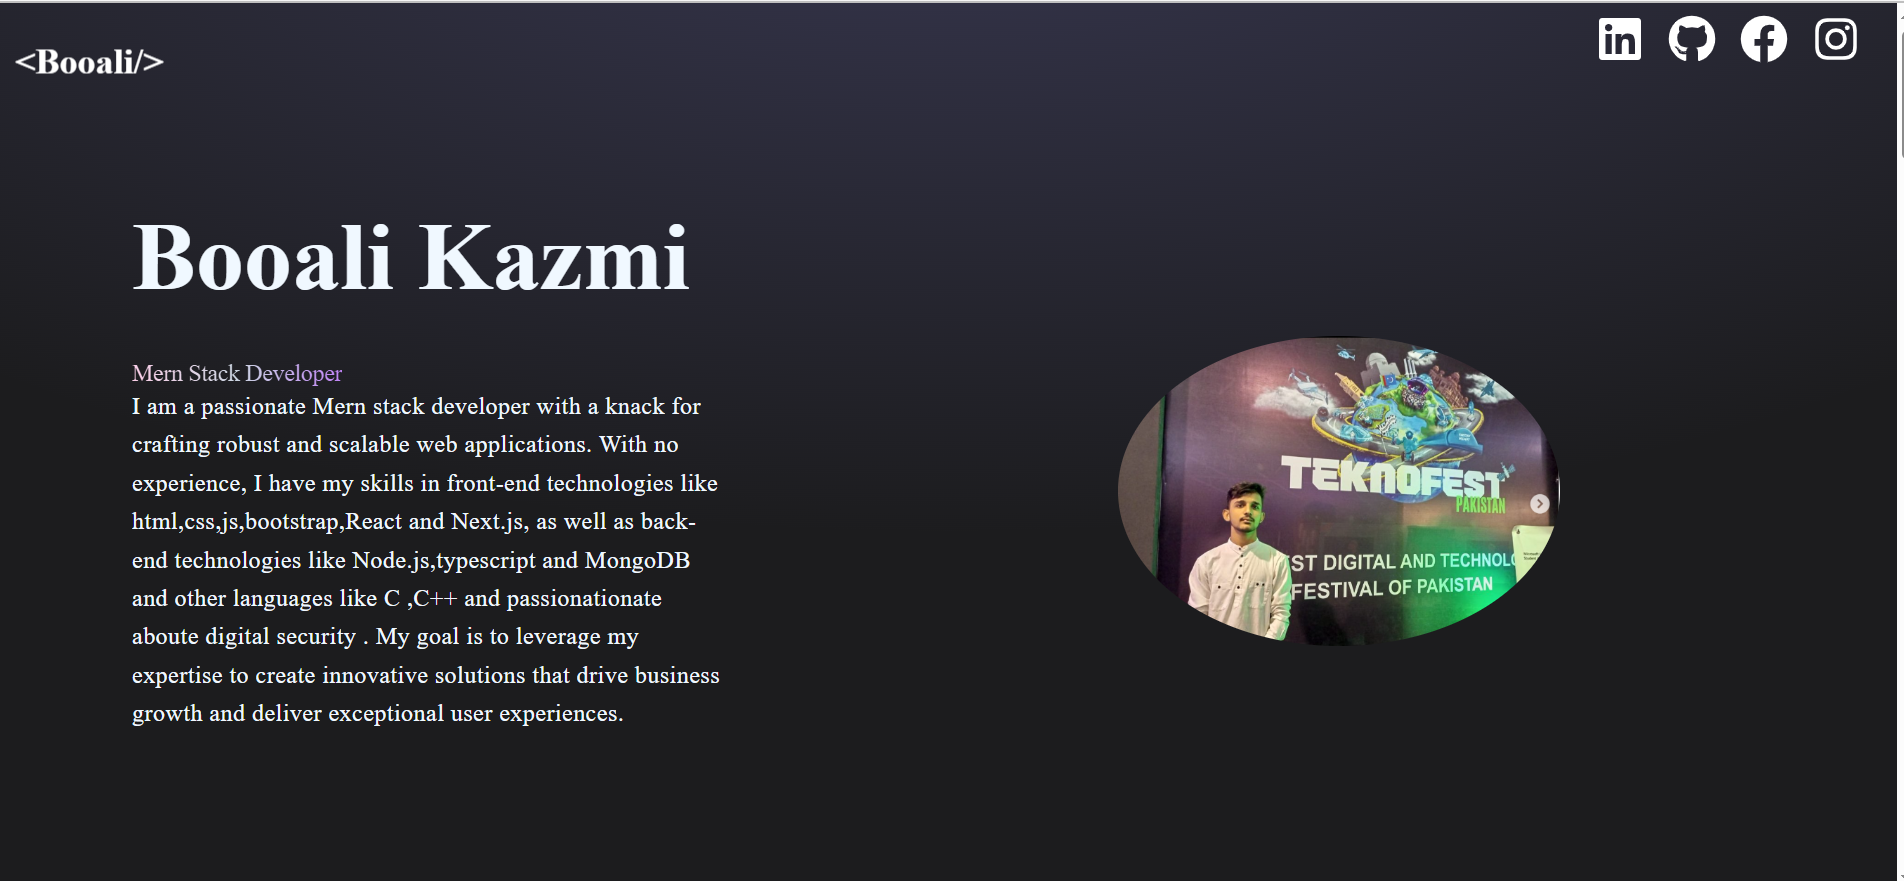 <Booali/>
Booali Kazmi
Mern Stack Developer
I am a passionate Mern stack developer with a knack for
crafting robust and scalable web applications. With no
experience, I have my skills in front-end technologies like
html,css,js,bootstrap,React and Next.js, as well as back-
end technologies like Node.js,typescript and MongoDB
and other languages like C ,C++ and passionationate
aboute digital security . My goal is to leverage my
expertise to create innovative solutions that drive business
growth and deliver exceptional user experiences.
TEKNOFEST
PAKISTAN
ST DIGITAL AND TECHNOLO
FESTIVAL OF PAKISTAN